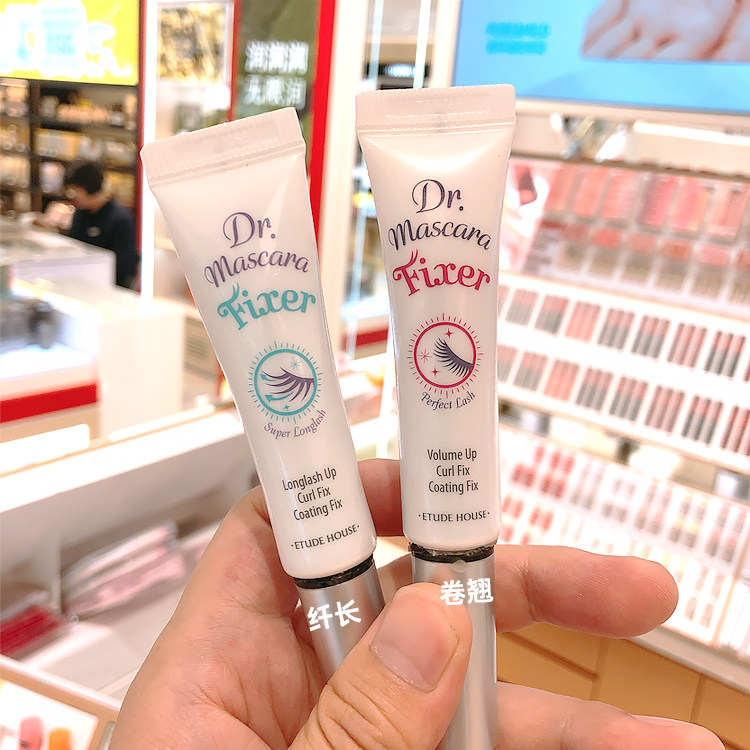 Dr.
Mascara
Fixer
Super Longlash
Longlash Up
Curl Fix
Coating Fix
·ETUDE HOUSE·
纤长
Dr.
Mascara
Fixer
Perfect Lash
Volume Up
Curl Fix
Coating Fix
·ETUDE HOUSE·
卷翘